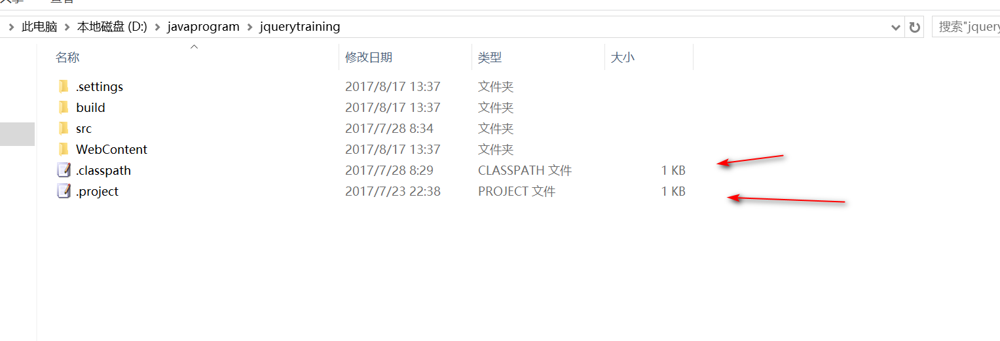 此电脑 本地磁盘 (D:) javaprogram jquerytraining 搜索"jquery
名称 修改日期 类型 大小
.settings 2017/8/17 13:37 文件夹
build 2017/8/17 13:37 文件夹
src 2017/7/28 8:34 文件夹
WebContent 2017/8/17 13:37 文件夹
.classpath 2017/7/28 8:29 CLASSPATH 文件 1 KB
.project 2017/7/23 22:38 PROJECT 文件 1 KB